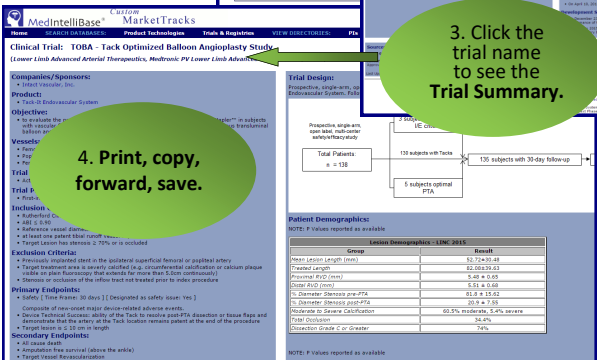 Custom
MedIntelliBase® MarketTracks
Home SEARCH DATABASES: Product Technologies Trials & Registries VIEW DIRECTORIES: PIs
Clinical Trial: TOBA - Tack Optimized Balloon Angioplasty Study
(Lower Limb Advanced Arterial Therapeutics, Medtronic PV Lower Limb Advanced
Companies/Sponsors:
• Intact Vascular, Inc.
Product:
• Tack-It Endovascular System
Objective:
• to evaluate the
with vascular
balloon
Vessels
4. Print, copy,
forward, save.
Trial
Trial
• First-
Inclusion
• Rutherford
• ABI ≤ 0.90
• Reference vessel
• at least one patent tibial runoff
• Target Lesion has stenosis ≥ 70% or is occluded
Exclusion Criteria:
• Previously implanted stent in the ipsilateral superficial femoral or popliteal artery
• Target treatment area is severely calcified (e.g. circumferential calcification or calcium plaque
visible on plain fluoroscopy that extends for more than 5.0cm continuously)
• Stenosis or occlusion of the inflow tract not treated prior to index procedure
Primary Endpoints:
• Safety [ Time Frame: 30 days ] [ Designated as safety issue: Yes ]
Composite of new-onset major device-related adverse events.
• Device Technical Success: ability of the Tack to resolve post-PTA dissection or tissue flaps and
demonstrate that the artery at the Tack location remains patent at the end of the procedure
• Target lesion is ≤ 10 cm in length
Secondary Endpoints:
• All cause death
• Amputation free survival (above the ankle)
• Target Vessel Revascularization
3. Click the
trial name
to see the
Trial Summary.
Trial Design:
Prospective, single-arm,
Endovascular System.
Prospective, single-arm,
open label, multi-center
safety/efficacy study
Total Patients:
n = 138
130 subjects with Tacks
135 subjects with 30-day follow-up
5 subjects optimal
PTA
Patient Demographics:
NOTE: P Values reported as available
Lesion Demographics - LINC 2015
Group Result
Mean Lesion Length (mm) 52.72±30.48
Treated Length 82.08±39.63
Proximal RVD (mm) 5.48 ± 0.65
Distal RVD (mm) 5.51 ± 0.68
% Diameter Stenosis pre-PTA 81.8 ± 15.62
% Diameter Stenosis post-PTA 20.9 ± 7.55
Moderate to Severe Calcification 60.5% moderate, 5.4% severe
Total Occlusion 34.4%
Dissection Grade C or Greater 74%
NOTE: P Values reported as available